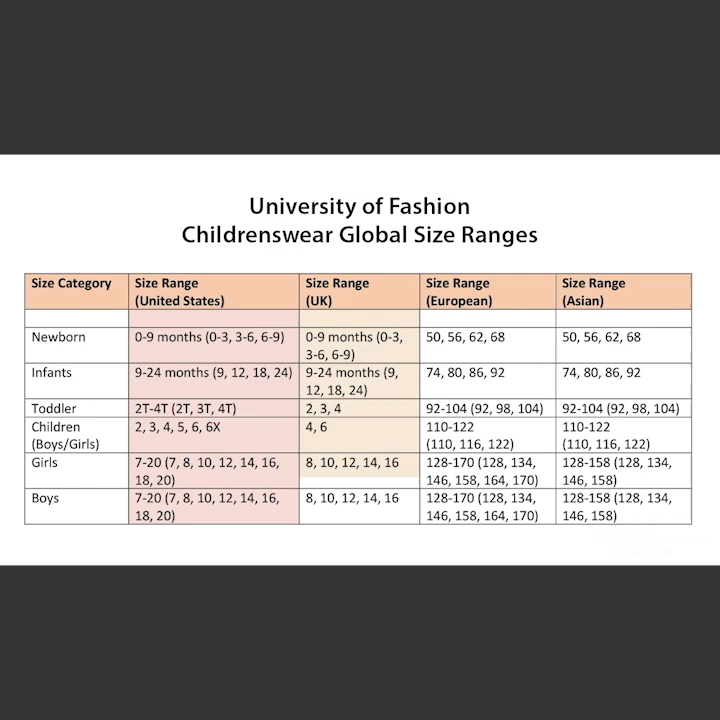 University of Fashion
Childrenswear Global Size Ranges
Size Category Size Range (United States) Size Range (UK) Size Range (European) Size Range (Asian)
Newborn 0-9 months (0-3, 3-6, 6-9) 0-9 months (0-3, 3-6, 6-9) 50, 56, 62, 68 50, 56, 62, 68
Infants 9-24 months (9, 12, 18, 24) 9-24 months (9, 12, 18, 24) 74, 80, 86, 92 74, 80, 86, 92
Toddler 2T-4T (2T, 3T, 4T) 2, 3, 4 92-104 (92, 98, 104) 92-104 (92, 98, 104)
Children (Boys/Girls) 2, 3, 4, 5, 6, 6X 4, 6 110-122 (110, 116, 122) 110-122 (110, 116, 122)
Girls 7-20 (7, 8, 10, 12, 14, 16, 18, 20) 8, 10, 12, 14, 16 128-170 (128, 134, 146, 158, 164, 170) 128-158 (128, 134, 146, 158)
Boys 7-20 (7, 8, 10, 12, 14, 16, 18, 20) 8, 10, 12, 14, 16 128-170 (128, 134, 146, 158, 164, 170) 128-158 (128, 134, 146, 158)